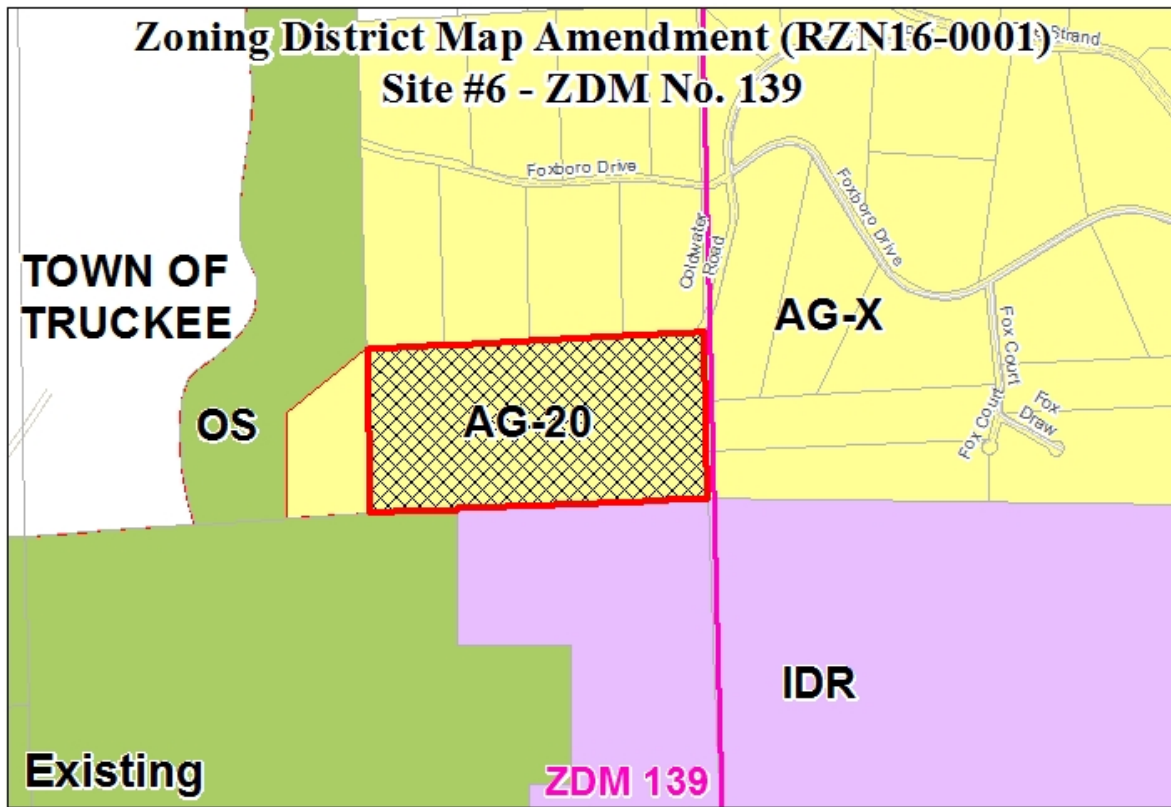 Zoning District Map Amendment (RZN16-0001)
Site #6 - ZDM No. 139
Strand
Foxboro Drive
Foxboro Drive
Coldwater
Road
TOWN OF
TRUCKEE
AG-X
Fox Court
OS
AG-20
Fox Court
Fox
Draw
IDR
Existing
ZDM 139